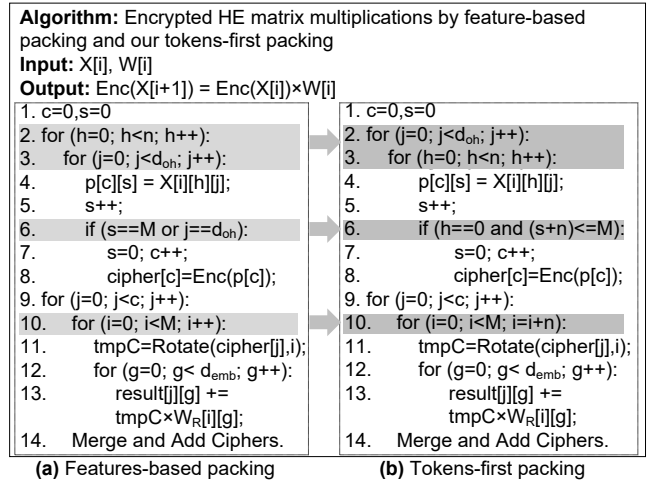 Algorithm: Encrypted HE matrix multiplications by feature-based
packing and our tokens-first packing
Input: X[i], W[i]
Output: Enc(X[i+1]) = Enc(X[i])×W[i]
1. c=0,s=0
2. for (h=0; h<n; h++):
3. for (j=0; j<doh; j++):
4. p[c][s] = X[i][h][j];
5. s++;
6. if (s==M or j==doh):
7. s=0; c++;
8. cipher[c]=Enc(p[c]);
9. for (j=0; j<c; j++):
10. for (i=0; i<M; i++):
11. tmpC=Rotate(cipher[j],i);
12. for (g=0; g< demb; g++):
13. result[j][g] +=
tmpC×WR[i][g];
14. Merge and Add Ciphers.
(a) Features-based packing
1. c=0,s=0
2. for (j=0; j<doh; j++):
3. for (h=0; h<n; h++):
4. p[c][s] = X[i][h][j];
5. s++;
6. if (h==0 and (s+n)<=M):
7. s=0; c++;
8. cipher[c]=Enc(p[c]);
9. for (j=0; j<c; j++):
10. for (i=0; i<M; i=i+n):
11. tmpC=Rotate(cipher[j],i);
12. for (g=0; g< demb; g++):
13. result[j][g] +=
tmpC×WR[i][g];
14. Merge and Add Ciphers.
(b) Tokens-first packing